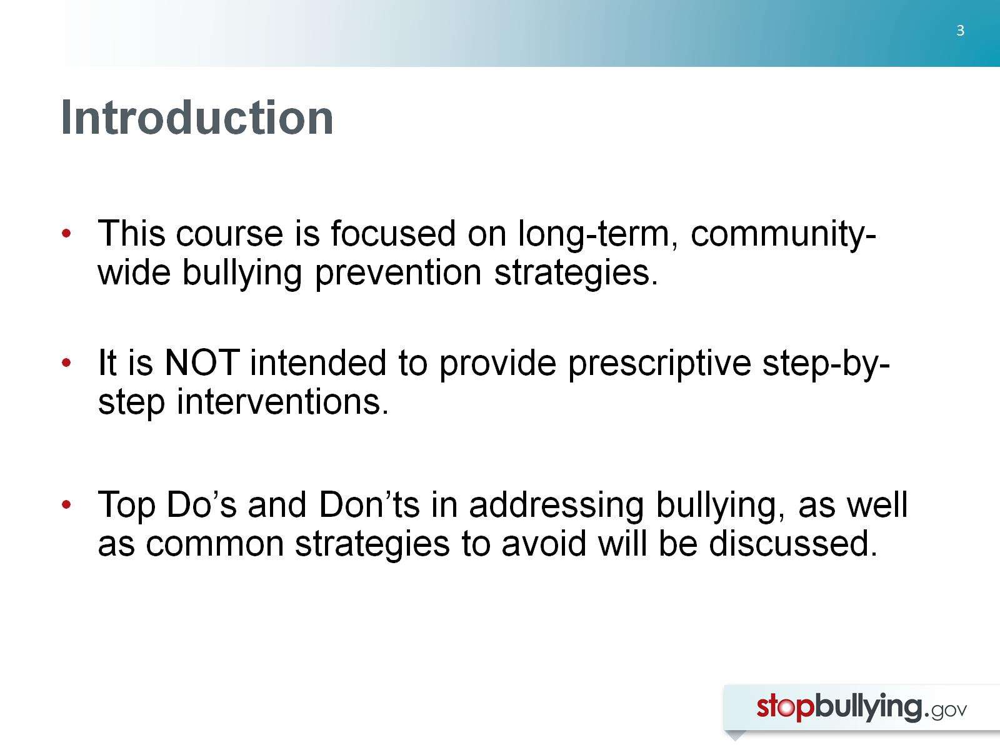 3
Introduction
• This course is focused on long-term, community-
wide bullying prevention strategies.
• It is NOT intended to provide prescriptive step-by-
step interventions.
• Top Do’s and Don’ts in addressing bullying, as well
as common strategies to avoid will be discussed.
stopbullying.gov